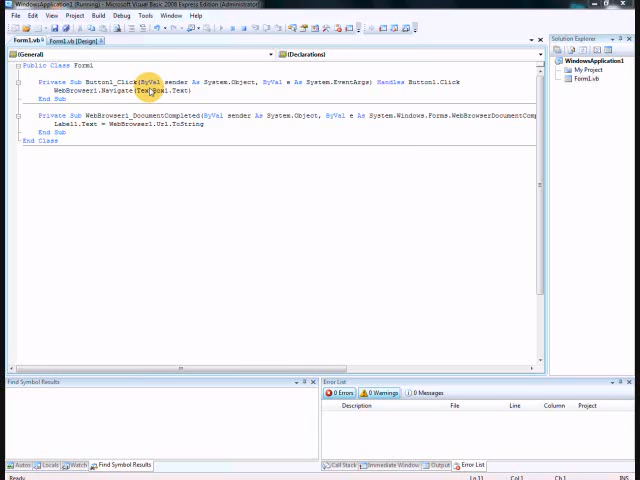 WindowsApplication1 (Running) - Microsoft Visual Basic 2008 Express Edition (Administrator)
File Edit View Project Build Debug Tools Window Help
Form1.vb Form1.vb [Design]
(General) (Declarations)
Public Class Form1
Private Sub Button1_Click(ByVal sender As System.Object, ByVal e As System.EventArgs) Handles Button1.Click
WebBrowser1.Navigate(TextBox1.Text)
End Sub
Private Sub WebBrowser1_DocumentCompleted(ByVal sender As System.Object, ByVal e As System.Windows.Forms.WebBrowserDocumentComp
Label1.Text = WebBrowser1.Url.ToString
End Sub
End Class
Solution Explorer
WindowsApplication1
My Project
Form1.vb
Find Symbol Results
Error List
0 Errors 0 Warnings 0 Messages
Description File Line Column Project
Autos Locals Watch Find Symbol Results
Call Stack Immediate Window Output Error List
Ready Ln 11 Col 1 Ch 1 INS